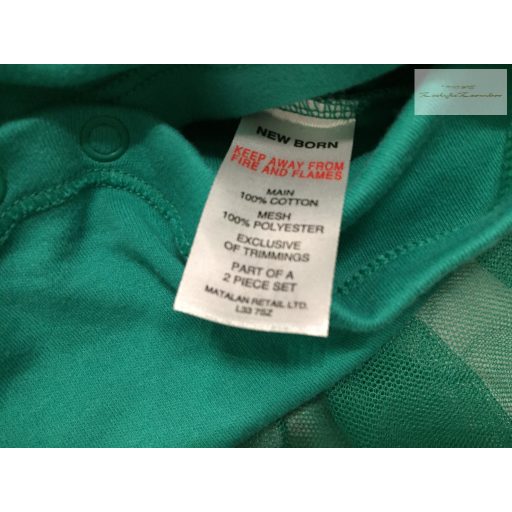 NEW BORN
KEEP AWAY FROM
FIRE AND FLAMES
MAIN
100% COTTON
MESH
100% POLYESTER
EXCLUSIVE
OF TRIMMINGS
PART OF A
2 PIECE SET
MATALAN RETAIL LTD.
L33 7SZ